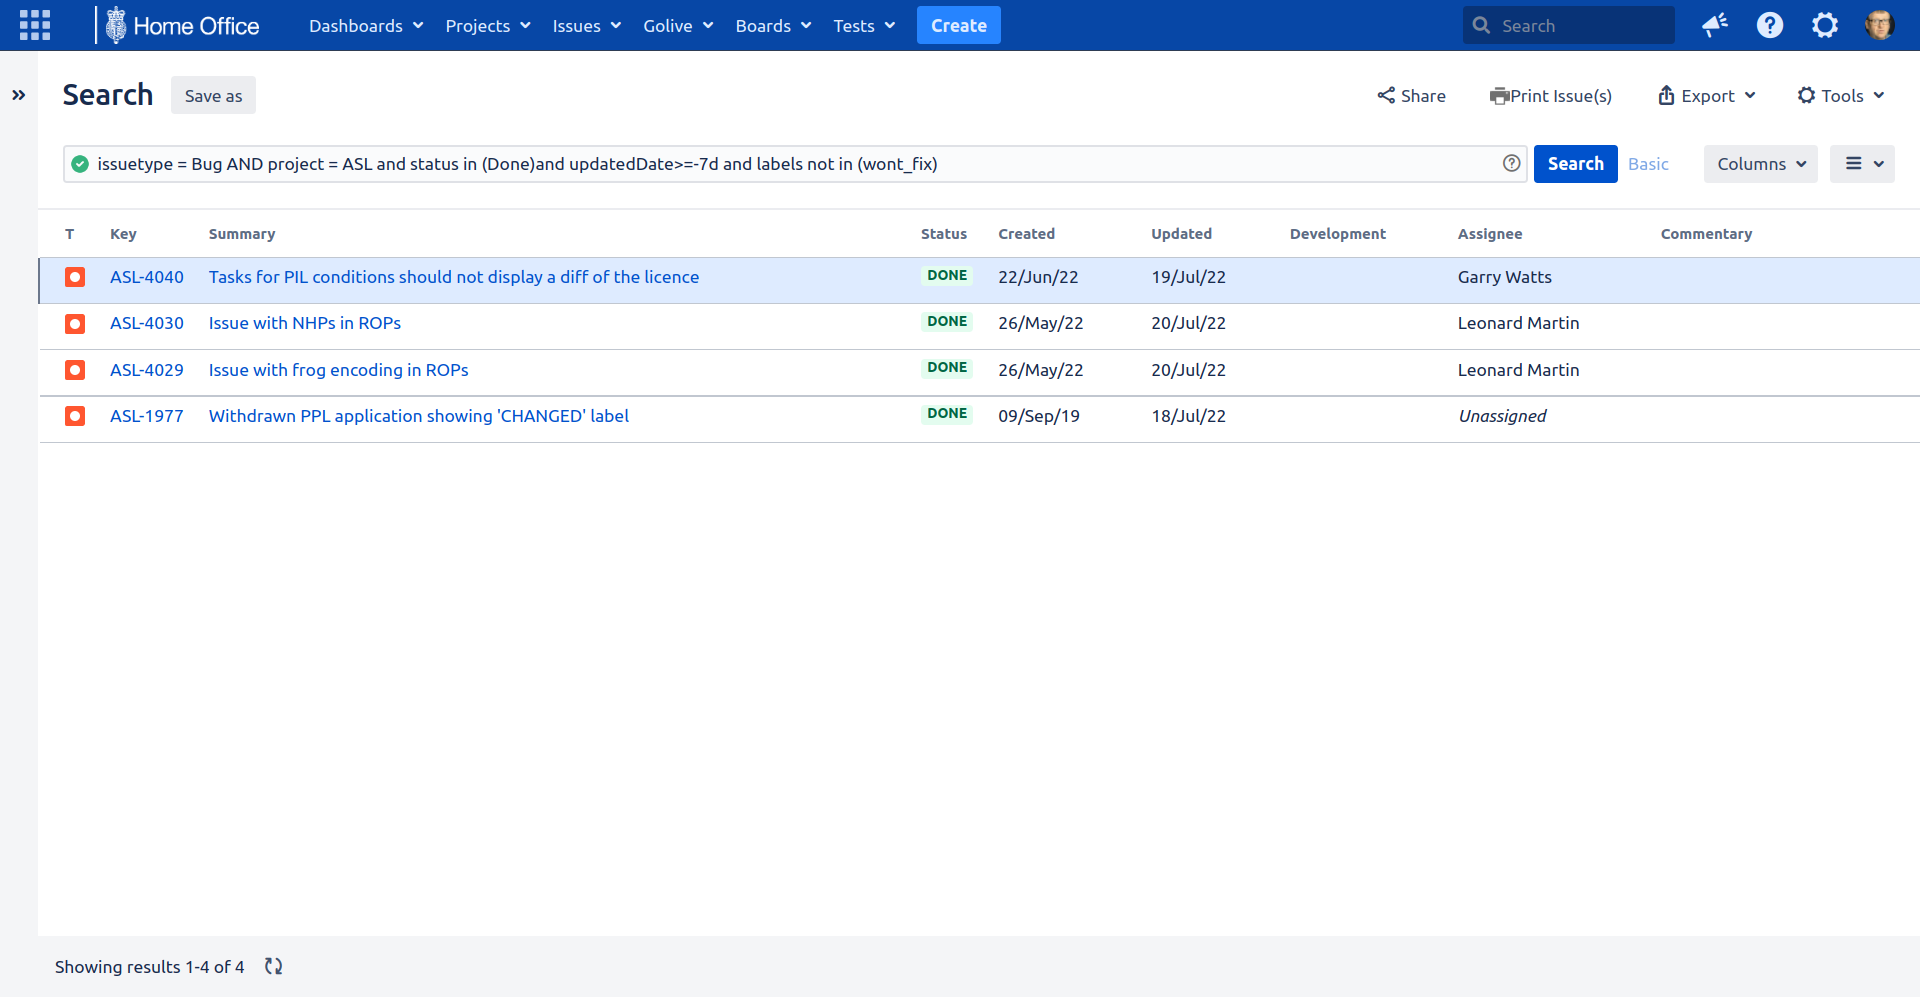 Home Office Dashboards Projects Issues Golive Boards Tests Create Search
Search Save as Share Print Issue(s) Export Tools
issuetype = Bug AND project = ASL and status in (Done)and updatedDate>=-7d and labels not in (wont_fix) Search Basic Columns
T Key Summary Status Created Updated Development Assignee Commentary
ASL-4040 Tasks for PIL conditions should not display a diff of the licence DONE 22/Jun/22 19/Jul/22 Garry Watts
ASL-4030 Issue with NHPs in ROPs DONE 26/May/22 20/Jul/22 Leonard Martin
ASL-4029 Issue with frog encoding in ROPs DONE 26/May/22 20/Jul/22 Leonard Martin
ASL-1977 Withdrawn PPL application showing 'CHANGED' label DONE 09/Sep/19 18/Jul/22 Unassigned
Showing results 1-4 of 4